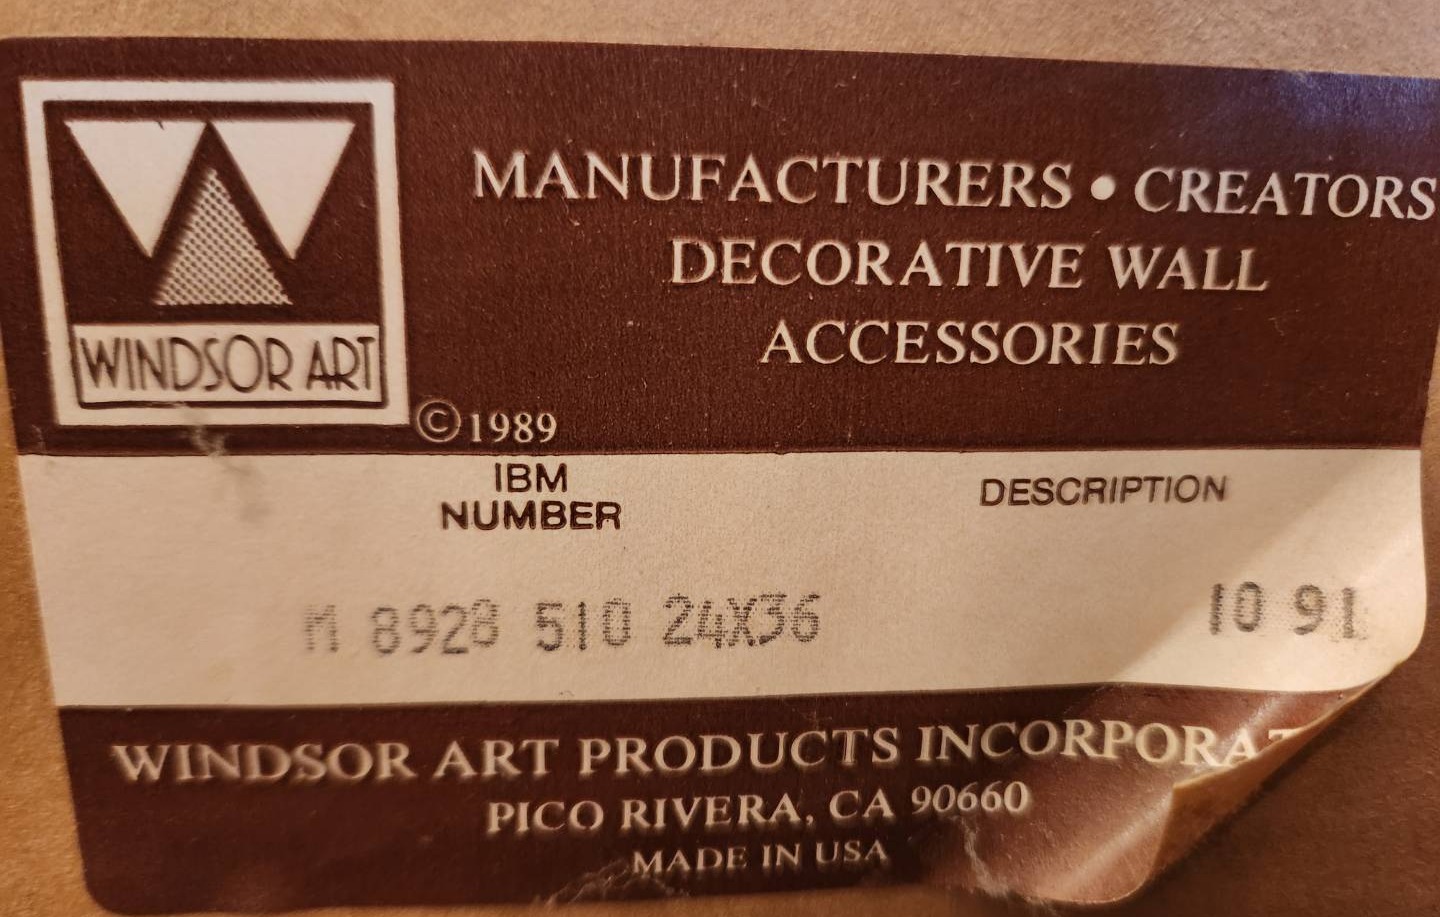 WINDSOR ART
MANUFACTURERS • CREATORS
DECORATIVE WALL
ACCESSORIES
© 1989
IBM
NUMBER
DESCRIPTION
M 8928 510 24X36 10 91
WINDSOR ART PRODUCTS INCORPORAT
PICO RIVERA, CA 90660
MADE IN USA